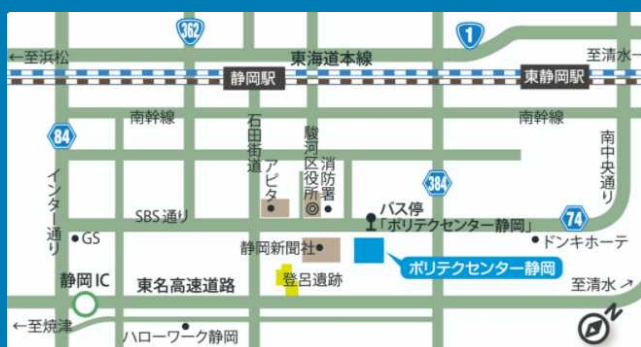 362
1
←至浜松
東海道本線
至清水→
静岡駅
東静岡駅
南幹線
南幹線
84
石田街道
駿河区役所
消防署
アピタ
384
南中央通り
インター通り
SBS通り
バス停
「ポリテクセンター静岡」
74
GS
静岡新聞社
ドンキホーテ
ポリテクセンター静岡
静岡IC
東名高速道路
登呂遺跡
至清水↗
←至焼津
ハローワーク静岡
N